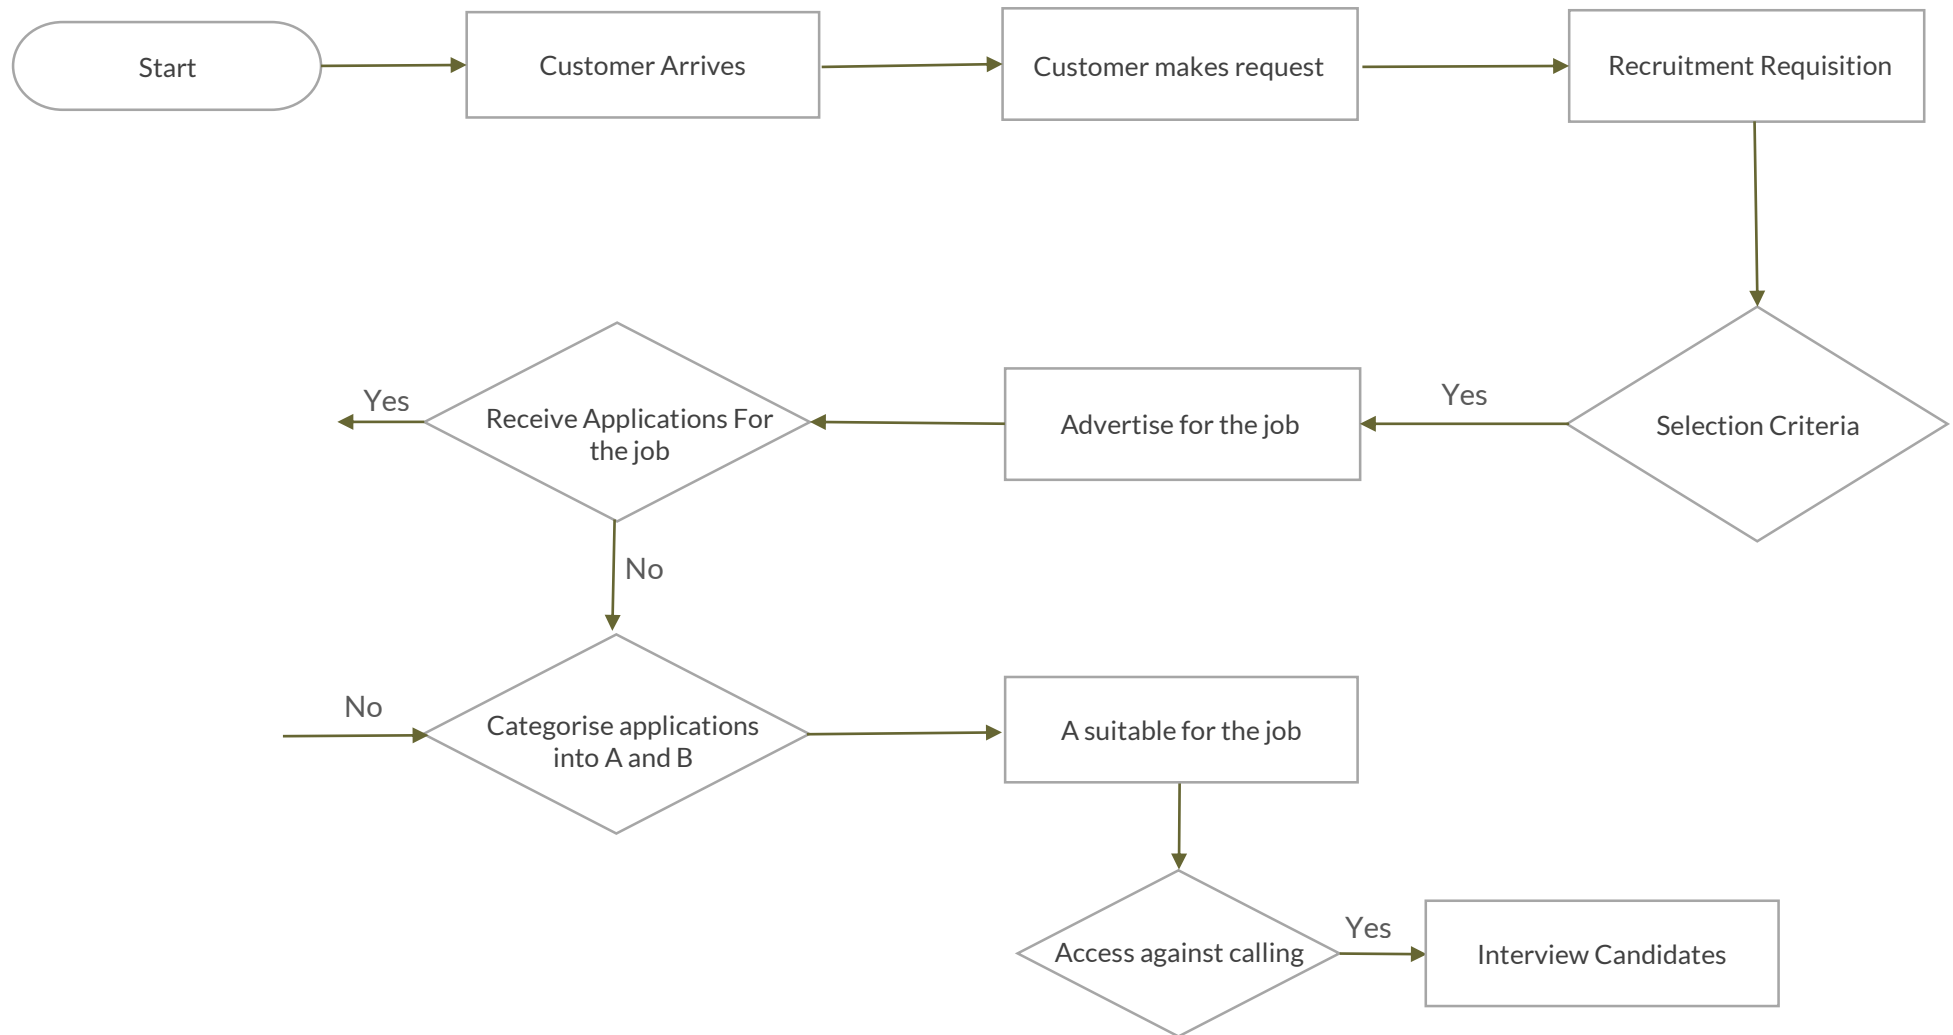 Start
Customer Arrives
Customer makes request
Recruitment Requisition
Selection Criteria
Yes
Advertise for the job
Receive Applications For
the job
Yes
No
No
Categorise applications
into A and B
A suitable for the job
Access against calling
Yes
Interview Candidates